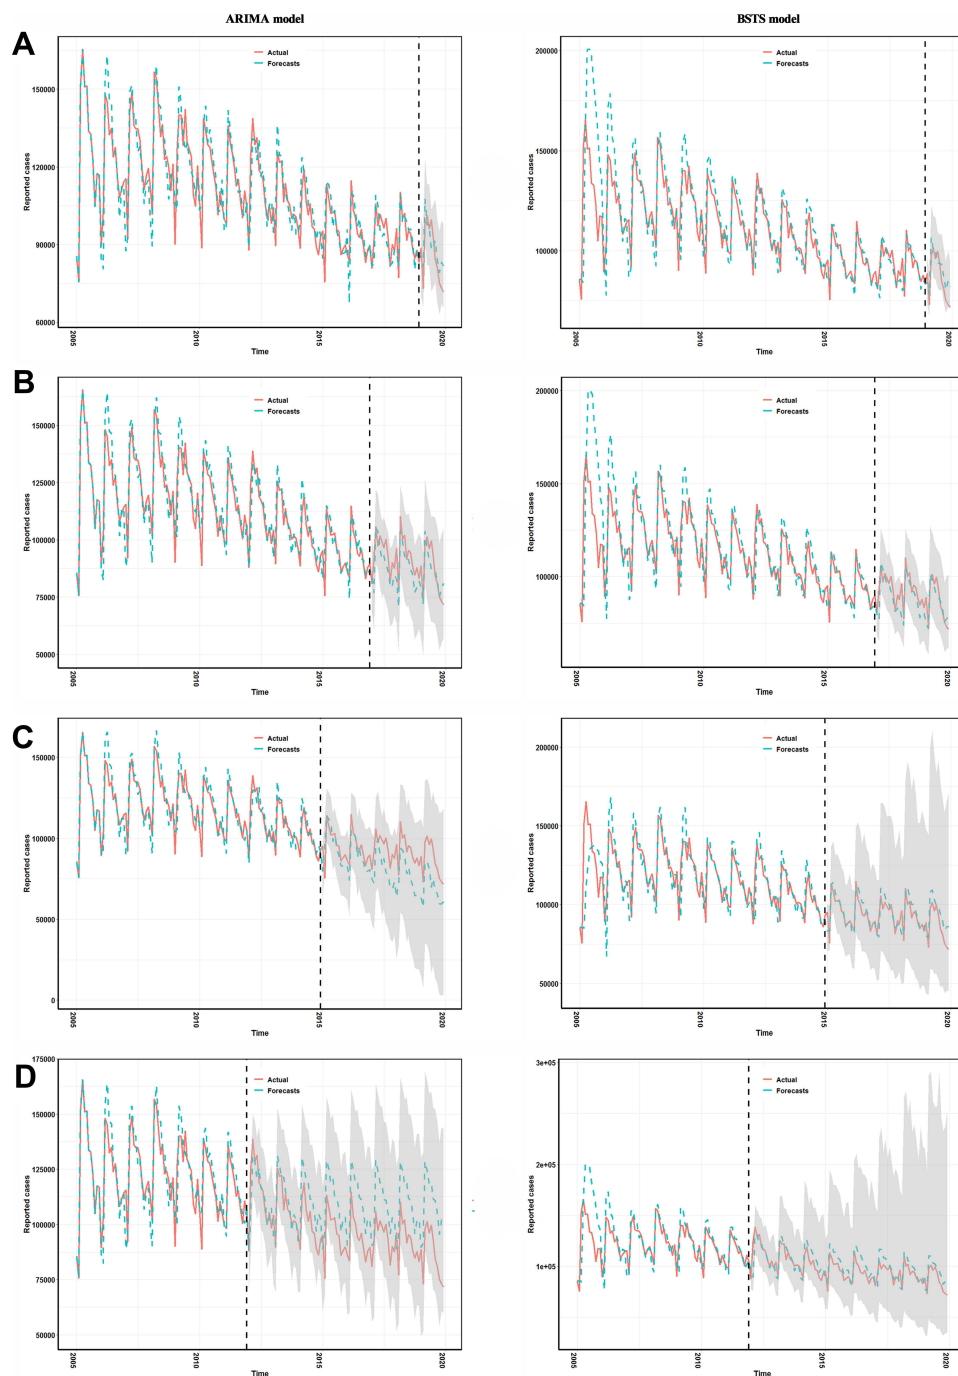 ARIMA model
BSTS model
A
Actual
Forecasts
Reported cases
150000
120000
90000
60000
2005
2010
2015
2020
Time
Actual
Forecasts
Reported cases
200000
150000
100000
2005
2010
2015
2020
Time
B
Actual
Forecasts
Reported cases
150000
125000
100000
75000
50000
2005
2010
2015
2020
Time
Actual
Forecasts
Reported cases
200000
150000
100000
2005
2010
2015
2020
Time
C
Actual
Forecasts
Reported cases
150000
100000
50000
0
2005
2010
2015
2020
Time
Actual
Forecasts
Reported cases
200000
150000
100000
50000
2005
2010
2015
2020
Time
D
Actual
Forecasts
Reported cases
175000
150000
125000
100000
75000
50000
2005
2010
2015
2020
Time
Actual
Forecasts
Reported cases
3e+05
2e+05
1e+05
2005
2010
2015
2020
Time